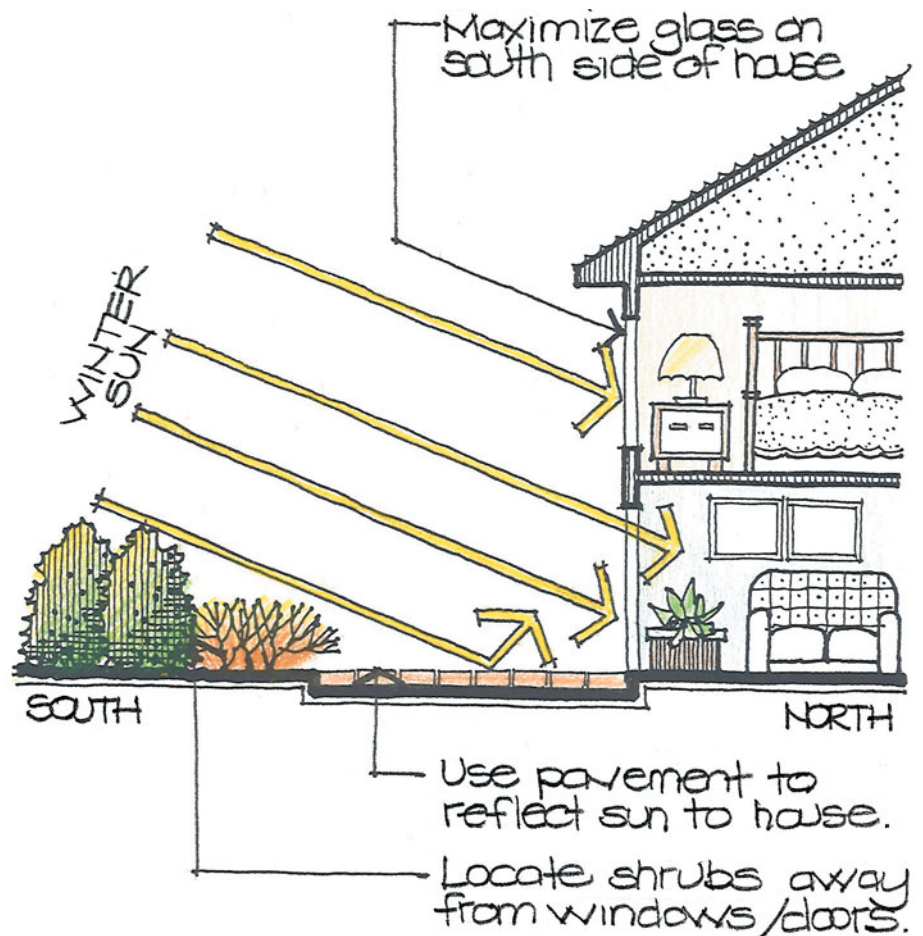 Maximize glass on
south side of house
WINTER
SUN
SOUTH
NORTH
Use pavement to
reflect sun to house.
Locate shrubs away
from windows/doors.